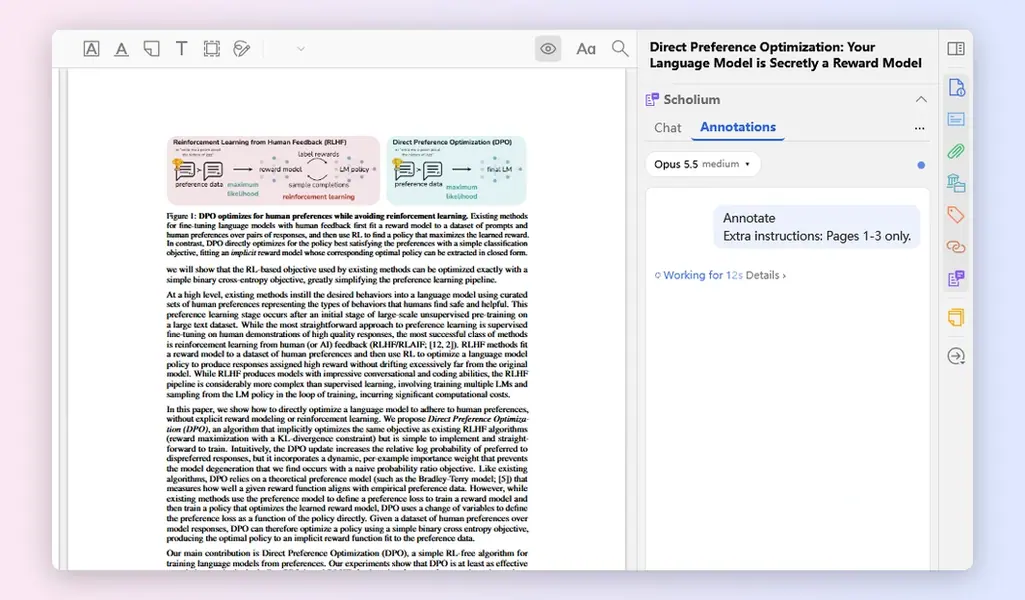 Direct Preference Optimization: Your
Language Model is Secretly a Reward Model
Scholium
Chat Annotations
Opus 5.5 medium
Annotate
Extra instructions: Pages 1-3 only.
Working for 12s Details ›
A A T Aα
Reinforcement Learning from Human Feedback (RLHF)
label rewards
reward model
LM policy
preference data
maximum
likelihood
sample completions
reinforcement learning
Direct Preference Optimization (DPO)
final LM
preference data
maximum
likelihood
Figure 1: DPO optimizes for human preferences while avoiding reinforcement learning. Existing methods
for fine-tuning language models with human feedback first fit a reward model to a dataset of prompts and
human preferences over pairs of responses, and then use RL to find a policy that maximizes the learned reward.
In contrast, DPO directly optimizes for the policy best satisfying the preferences with a simple classification
objective, fitting an implicit reward model whose corresponding optimal policy can be extracted in closed form.
we will show that the RL-based objective used by existing methods can be optimized exactly with a
simple binary cross-entropy objective, greatly simplifying the preference learning pipeline.
At a high level, existing methods instill the desired behaviors into a language model using curated
sets of human preferences representing the types of behaviors that humans find safe and helpful. This
preference learning stage occurs after an initial stage of large-scale unsupervised pre-training on
a large text dataset. While the most straightforward approach to preference learning is supervised
fine-tuning on human demonstrations of high quality responses, the most successful class of methods
is reinforcement learning from human (or AI) feedback (RLHF/RLAIF; [12, 2]). RLHF methods fit
a reward model to a dataset of human preferences and then use RL to optimize a language model
policy to produce responses assigned high reward without drifting excessively far from the original
model. While RLHF produces models with impressive conversational and coding abilities, the RLHF
pipeline is considerably more complex than supervised learning, involving training multiple LMs and
sampling from the LM policy in the loop of training, incurring significant computational costs.
In this paper, we show how to directly optimize a language model to adhere to human preferences,
without explicit reward modeling or reinforcement learning. We propose Direct Preference Optimiza-
tion (DPO), an algorithm that implicitly optimizes the same objective as existing RLHF algorithms
(reward maximization with a KL-divergence constraint) but is simple to implement and straight-
forward to train. Intuitively, the DPO update increases the relative log probability of preferred to
dispreferred responses, but it incorporates a dynamic, per-example importance weight that prevents
the model degeneration that we find occurs with a naive probability ratio objective. Like existing
algorithms, DPO relies on a theoretical preference model (such as the Bradley-Terry model; [5]) that
measures how well a given reward function aligns with empirical preference data. However, while
existing methods use the preference model to define a preference loss to train a reward model and
then train a policy that optimizes the learned reward model, DPO uses a change of variables to define
the preference loss as a function of the policy directly. Given a dataset of human preferences over
model responses, DPO can therefore optimize a policy using a simple binary cross entropy objective,
producing the optimal policy to an implicit reward function fit to the preference data.
Our main contribution is Direct Preference Optimization (DPO), a simple RL-free algorithm for
training language models from preferences. Our experiments show that DPO is at least as effective